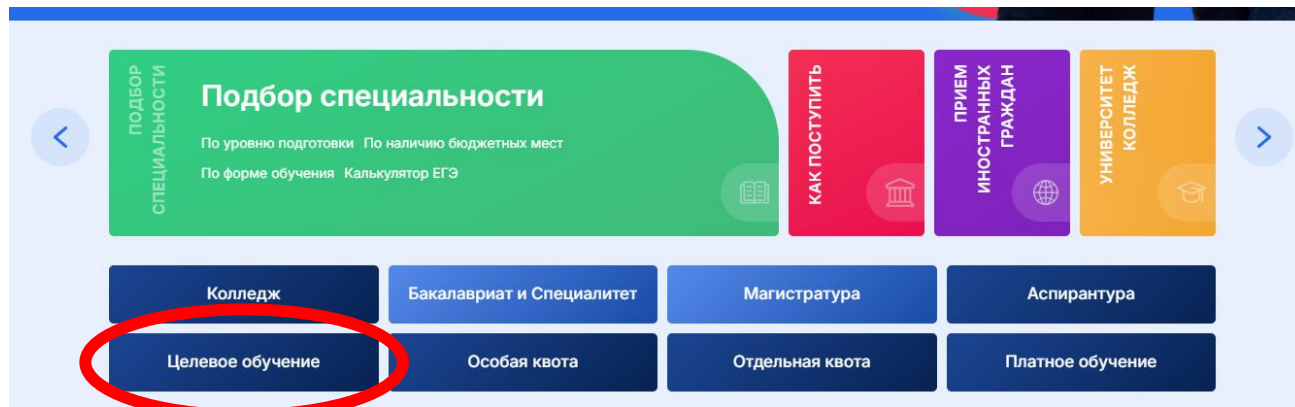 ПОДБОР
СПЕЦИАЛЬНОСТИ
Подбор специальности
По уровню подготовки По наличию бюджетных мест
По форме обучения Калькулятор ЕГЭ
КАК ПОСТУПИТЬ
ПРИЕМ
ИНОСТРАННЫХ
ГРАЖДАН
УНИВЕРСИТЕТ
КОЛЛЕДЖ
Колледж
Бакалавриат и Специалитет
Магистратура
Аспирантура
Целевое обучение
Особая квота
Отдельная квота
Платное обучение